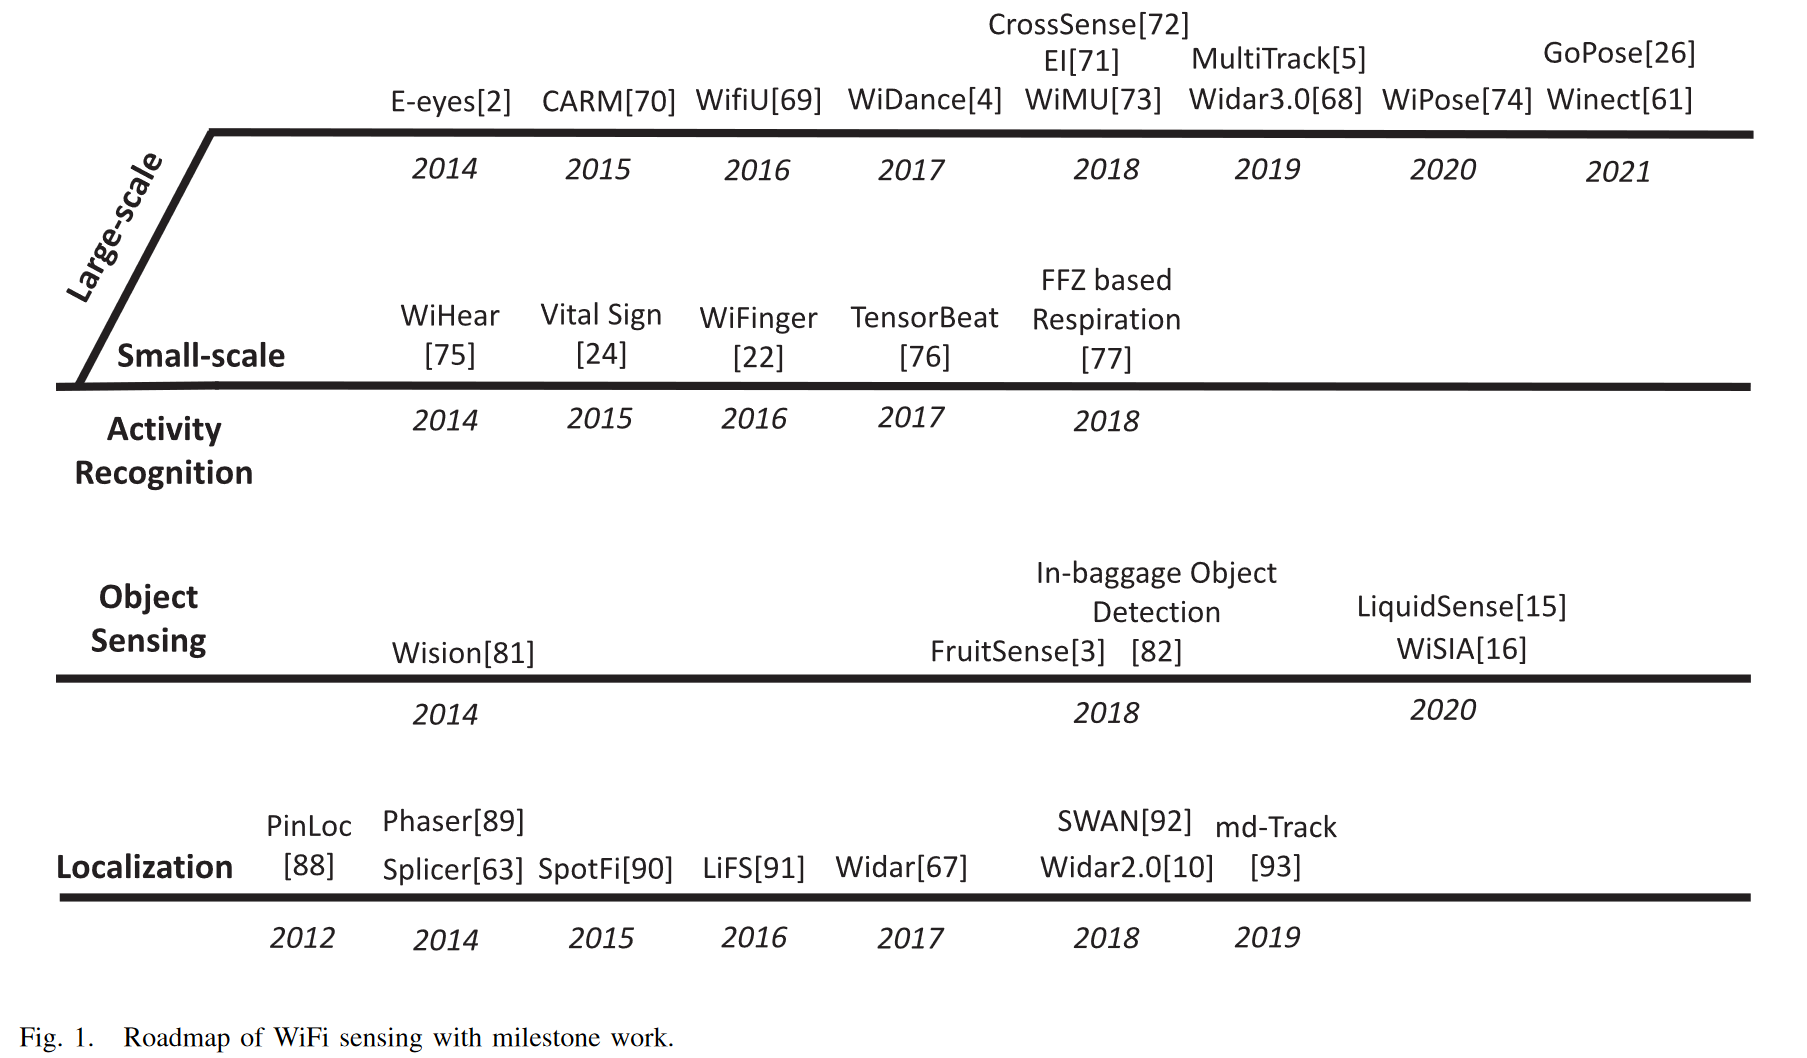 CrossSense[72]
EI[71] MultiTrack[5] GoPose[26]
E-eyes[2] CARM[70] WifiU[69] WiDance[4] WiMU[73] Widar3.0[68] WiPose[74] Winect[61]
2014 2015 2016 2017 2018 2019 2020 2021
Large-scale
FFZ based
WiHear Vital Sign WiFinger TensorBeat Respiration
Small-scale [75] [24] [22] [76] [77]
2014 2015 2016 2017 2018
Activity
Recognition
In-baggage Object
Object Detection LiquidSense[15]
Sensing Wision[81] FruitSense[3] [82] WiSIA[16]
2014 2018 2020
PinLoc Phaser[89] SWAN[92] md-Track
Localization [88] Splicer[63] SpotFi[90] LiFS[91] Widar[67] Widar2.0[10] [93]
2012 2014 2015 2016 2017 2018 2019
Fig. 1. Roadmap of WiFi sensing with milestone work.